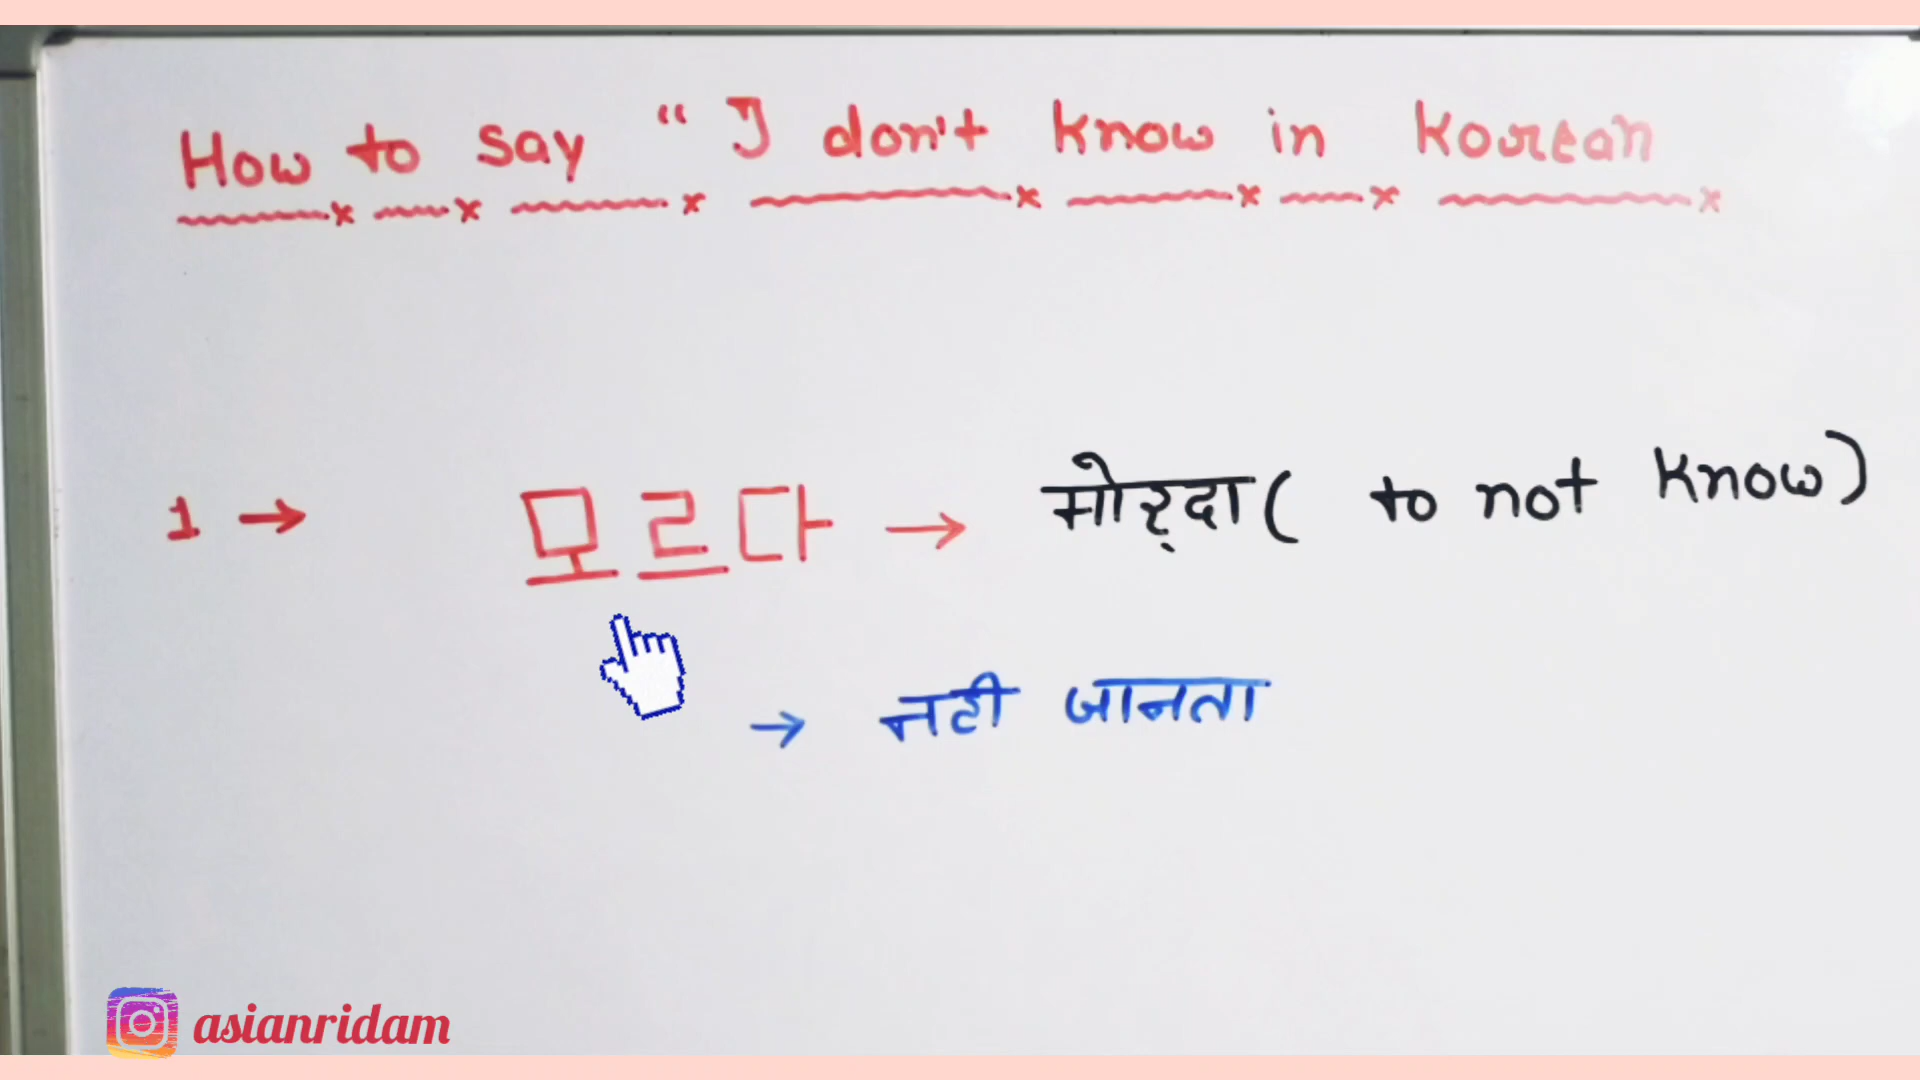 How to say “ I don't know in Korean
1 → 모르다 → मोर्‌दा ( to not know )
→ नही जानता
asianridam